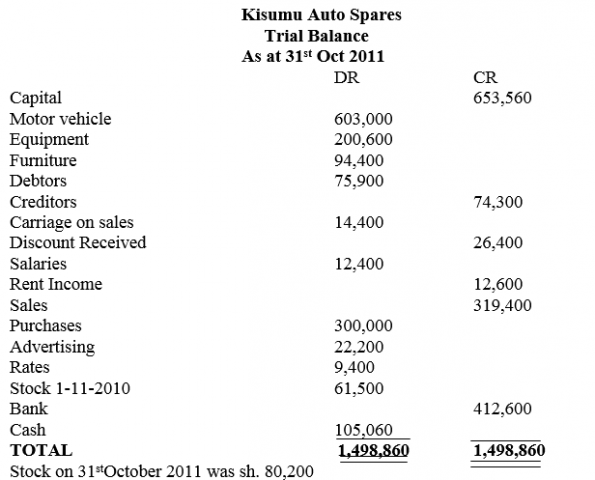 Kisumu Auto Spares
Trial Balance
As at 31st Oct 2011
DR CR
Capital 653,560
Motor vehicle 603,000
Equipment 200,600
Furniture 94,400
Debtors 75,900
Creditors 74,300
Carriage on sales 14,400
Discount Received 26,400
Salaries 12,400
Rent Income 12,600
Sales 319,400
Purchases 300,000
Advertising 22,200
Rates 9,400
Stock 1-11-2010 61,500
Bank 412,600
Cash 105,060
TOTAL 1,498,860 1,498,860
Stock on 31stOctober 2011 was sh. 80,200